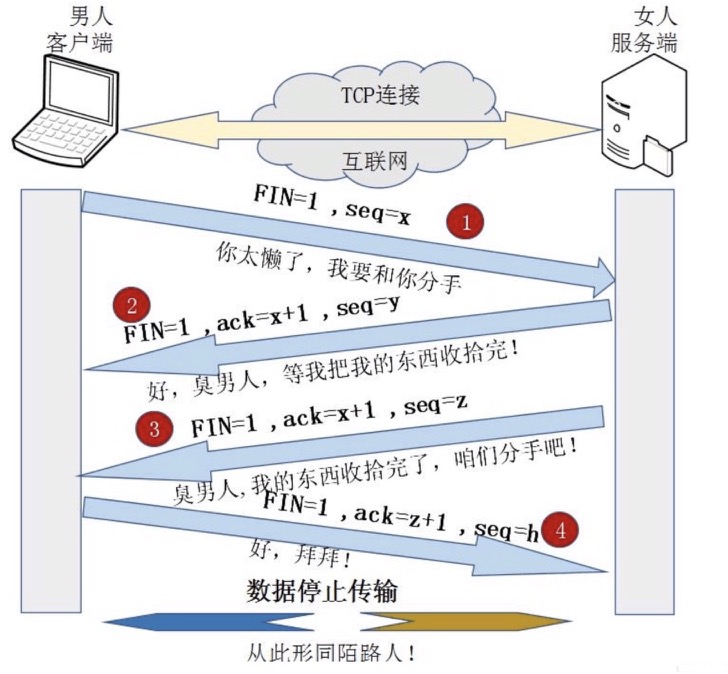 男人
客户端
女人
服务端
TCP连接
互联网
FIN=1 ,seq=x
1
你太懒了，我要和你分手
2
FIN=1 ,ack=x+1 ,seq=y
好，臭男人，等我把我的东西收拾完！
3
FIN=1 ,ack=x+1 ,seq=z
臭男人,我的东西收拾完了，咱们分手吧！
FIN=1 ,ack=z+1 ,seq=h
4
好，拜拜！
数据停止传输
从此形同陌路人！